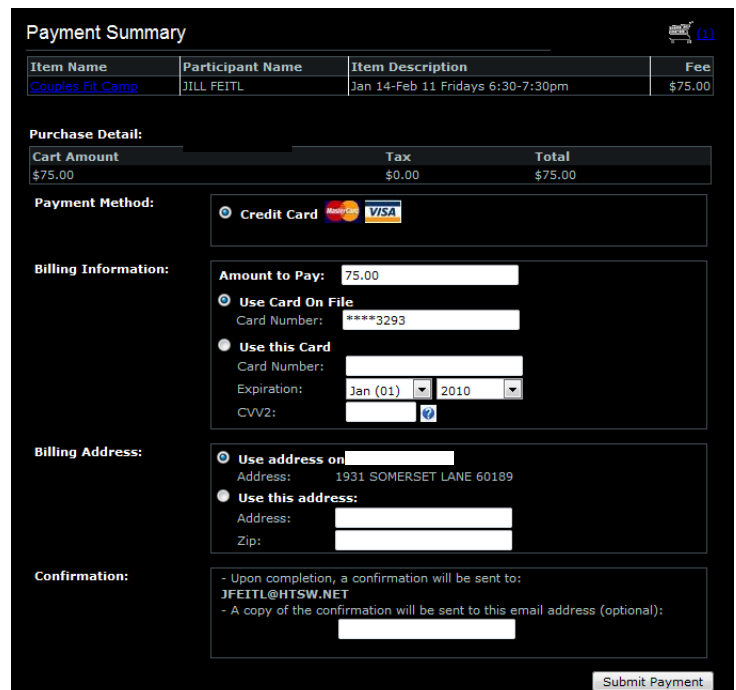 Payment Summary
(1)
Item Name Participant Name Item Description Fee
Couples Fit Camp JILL FEITL Jan 14-Feb 11 Fridays 6:30-7:30pm $75.00
Purchase Detail:
Cart Amount Tax Total
$75.00 $0.00 $75.00
Payment Method:
Credit Card MasterCard VISA
Billing Information:
Amount to Pay: 75.00
Use Card On File
Card Number: ****3293
Use this Card
Card Number:
Expiration: Jan (01) 2010
CVV2: ?
Billing Address:
Use address on
Address: 1931 SOMERSET LANE 60189
Use this address:
Address:
Zip:
Confirmation:
- Upon completion, a confirmation will be sent to:
JFEITL@HTSW.NET
- A copy of the confirmation will be sent to this email address (optional):
Submit Payment